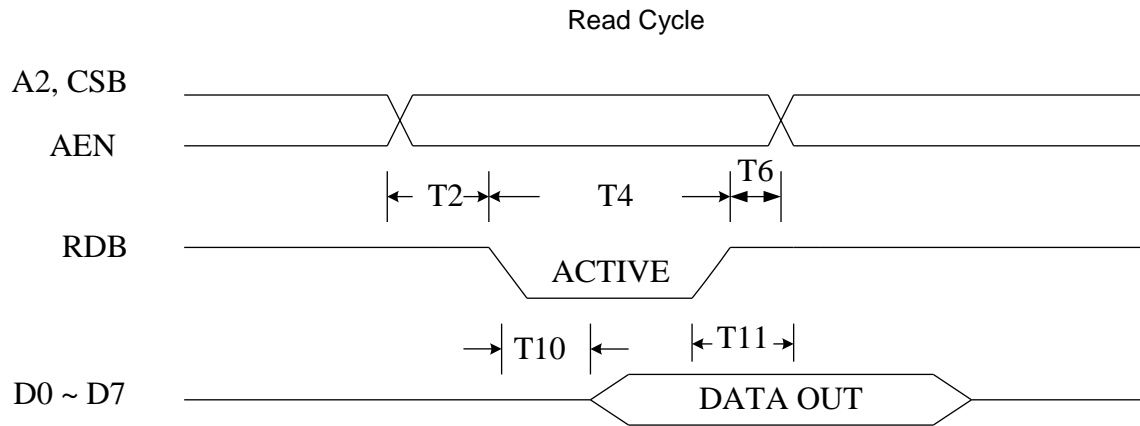 Read Cycle
A2, CSB
AEN
T2
T4
T6
RDB
ACTIVE
T10
T11
D0 ~ D7
DATA OUT